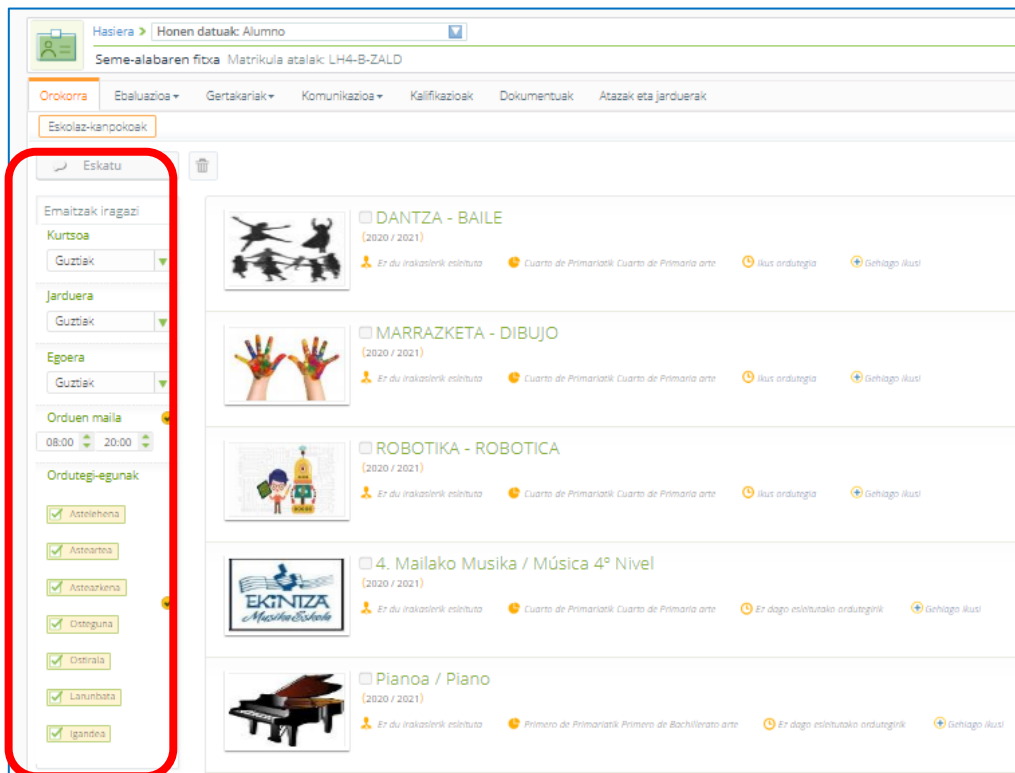 Hasiera > Honen datuak: Alumno
Seme-alabaren fitxa Matrikula atalak: LH4-B-ZALD
Orokorra Ebaluazioa Gertakariak Komunikazioa Kalifikazioak Dokumentuak Atazak eta jarduerak
Eskolaz-kanpokoak
Eskatu
Emaitzak iragazi
Kurtsoa
Guztiak
Jarduera
Guztiak
Egoera
Guztiak
Orduen maila
08:00 20:00
Ordutegi-egunak
Astelehena
Asteartea
Asteazkena
Osteguna
Ostirala
Larunbata
Igandea
DANTZA - BAILE
(2020 / 2021)
Ez du irakaslerik esleituta Cuarto de Primariatik Cuarto de Primaria arte Ikus ordutegia Gehiago ikusi
MARRAZKETA - DIBUJO
(2020 / 2021)
Ez du irakaslerik esleituta Cuarto de Primariatik Cuarto de Primaria arte Ikus ordutegia Gehiago ikusi
ROBOTIKA - ROBOTICA
(2020 / 2021)
Ez du irakaslerik esleituta Cuarto de Primariatik Cuarto de Primaria arte Ikus ordutegia Gehiago ikusi
EKINTZA
Musika Eskola
4. Mailako Musika / Música 4º Nivel
(2020 / 2021)
Ez du irakaslerik esleituta Cuarto de Primariatik Cuarto de Primaria arte Ez dago esleitutako ordutegirik Gehiago ikusi
Pianoa / Piano
(2020 / 2021)
Ez du irakaslerik esleituta Primero de Primariatik Primero de Bachillerato arte Ez dago esleitutako ordutegirik Gehiago ikusi